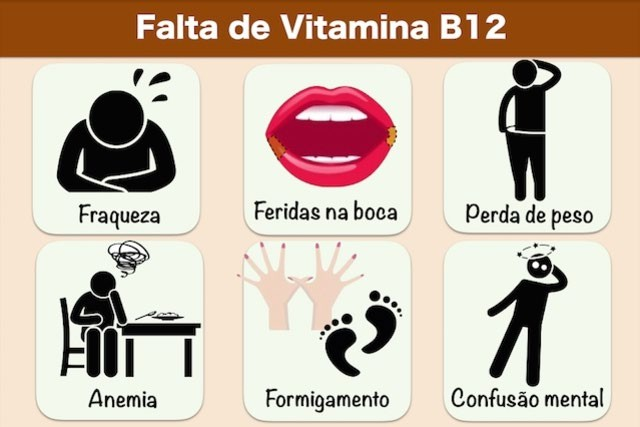 Falta de Vitamina B12
Fraqueza
Feridas na boca
Perda de peso
Anemia
Formigamento
Confusão mental